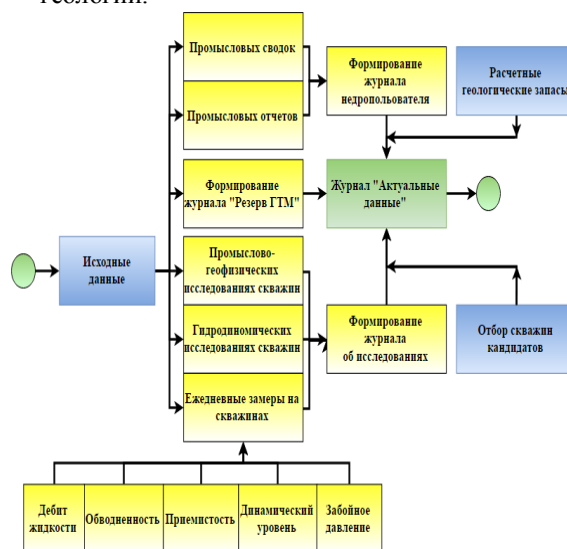 геологии.
Промысловых сводок
Промысловых отчетов
Формирование
журнала
недропользователя
Расчетные
геологические запасы
Формирование
журнала "Резерв ГТМ"
Журнал "Актуальные
данные"
Исходные
данные
Промыслово-
геофизических
исследованиях скважин
Гидродиномических
исследованиях скважин
Ежедневные замеры на
скважинах
Формирование
журнала
об исследованиях
Отбор скважин
кандидатов
Дебит
жидкости
Обводненность
Приемистость
Динамический
уровень
Забойное
давление